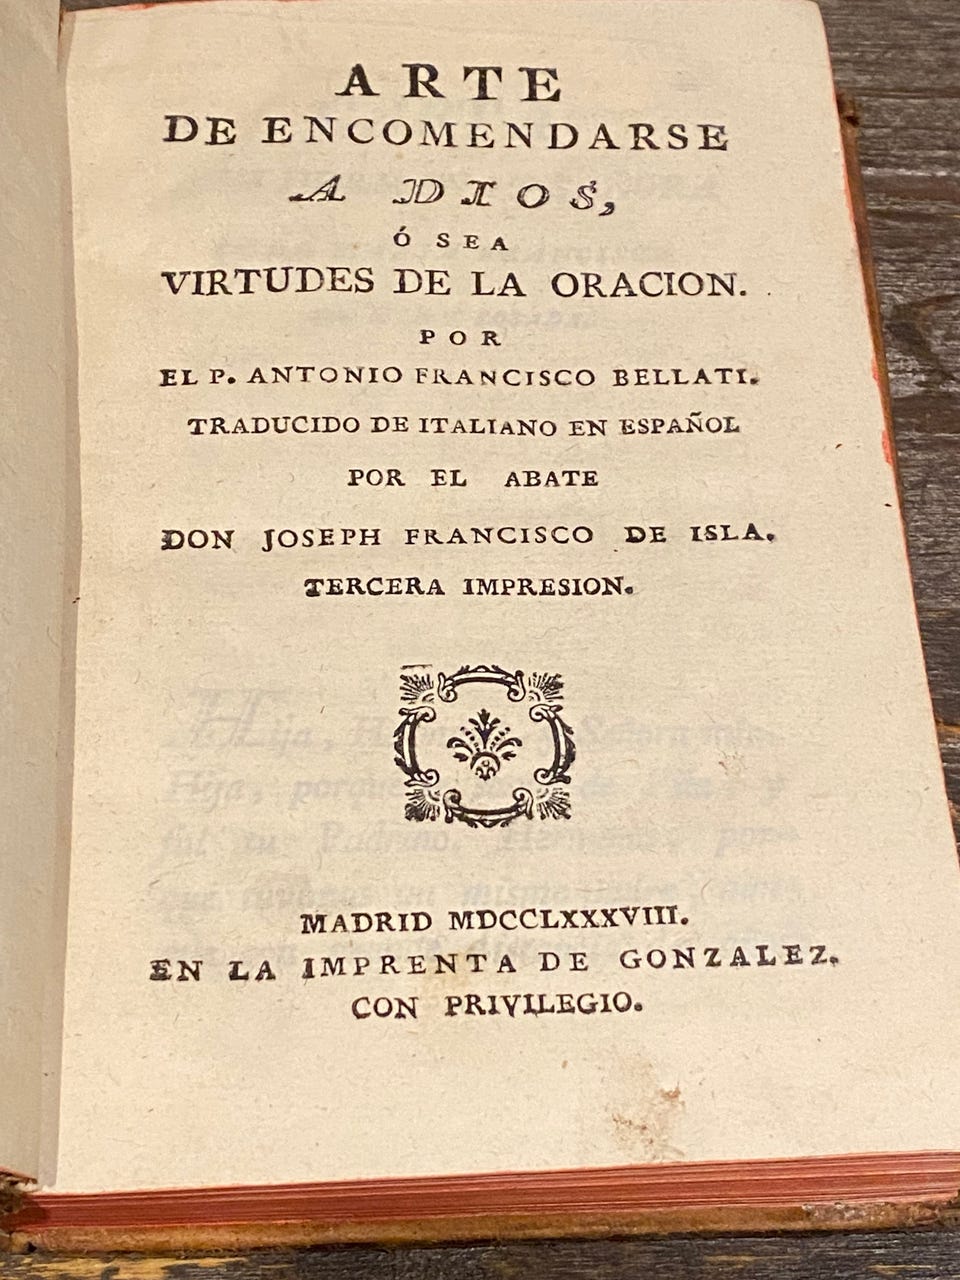 ARTE
DE ENCOMENDARSE
A DIOS,
Ó SEA
VIRTUDES DE LA ORACION.
POR
EL P. ANTONIO FRANCISCO BELLATI.
TRADUCIDO DE ITALIANO EN ESPAÑOL
POR EL ABATE
DON JOSEPH FRANCISCO DE ISLA.
TERCERA IMPRESION.
MADRID MDCCLXXXVIII.
EN LA IMPRENTA DE GONZALEZ.
CON PRIVILEGIO.